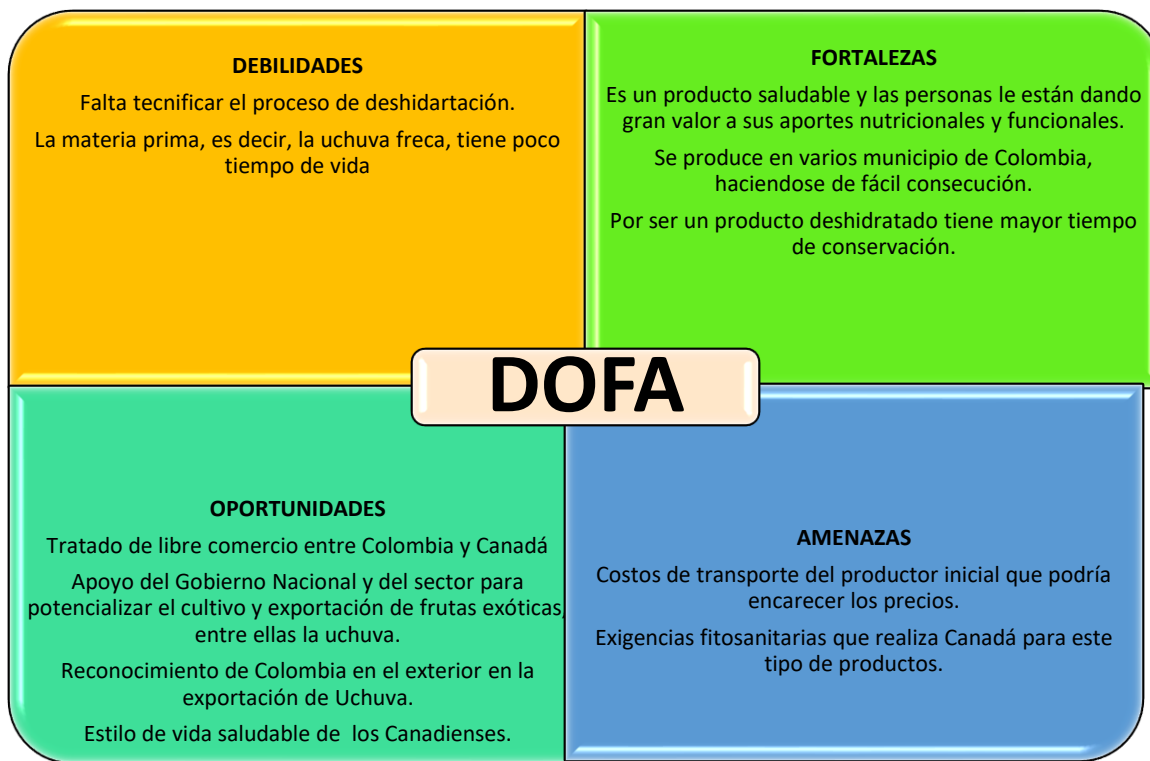 DEBILIDADES
Falta tecnificar el proceso de deshidartación.
La materia prima, es decir, la uchuva freca, tiene poco
tiempo de vida
FORTALEZAS
Es un producto saludable y las personas le están dando
gran valor a sus aportes nutricionales y funcionales.
Se produce en varios municipio de Colombia,
haciendose de fácil consecución.
Por ser un producto deshidratado tiene mayor tiempo
de conservación.
DOFA
OPORTUNIDADES
Tratado de libre comercio entre Colombia y Canadá
Apoyo del Gobierno Nacional y del sector para
potencializar el cultivo y exportación de frutas exóticas,
entre ellas la uchuva.
Reconocimiento de Colombia en el exterior en la
exportación de Uchuva.
Estilo de vida saludable de los Canadienses.
AMENAZAS
Costos de transporte del productor inicial que podría
encarecer los precios.
Exigencias fitosanitarias que realiza Canadá para este
tipo de productos.